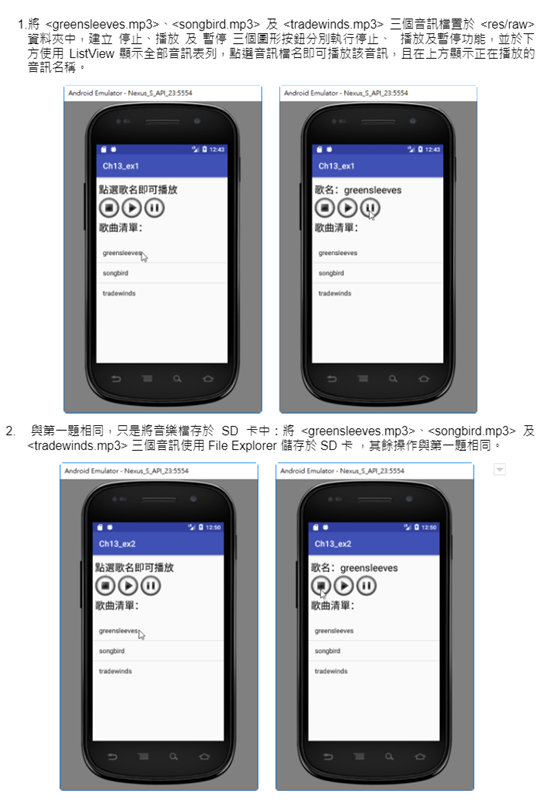 1.將 <greensleeves.mp3>、<songbird.mp3> 及 <tradewinds.mp3> 三個音訊檔置於 <res/raw>
資料夾中，建立 停止、播放 及 暫停 三個圖形按鈕分別執行停止、 播放及暫停功能，並於下
方使用 ListView 顯示全部音訊表列，點選音訊檔名即可播放該音訊，且在上方顯示正在播放的
音訊名稱。
Android Emulator - Nexus_S_API_23:5554
12:43
Ch13_ex1
點選歌名即可播放
歌曲清單：
greensleeves
songbird
tradewinds
Android Emulator - Nexus_S_API_23:5554
12:43
Ch13_ex1
歌名：greensleeves
歌曲清單：
greensleeves
songbird
tradewinds
2. 與第一題相同，只是將音樂檔存於 SD 卡中：將 <greensleeves.mp3>、<songbird.mp3> 及
<tradewinds.mp3> 三個音訊使用 File Explorer 儲存於 SD 卡 ，其餘操作與第一題相同。
Android Emulator - Nexus_S_API_23:5554
12:50
Ch13_ex2
點選歌名即可播放
歌曲清單：
greensleeves
songbird
tradewinds
Android Emulator - Nexus_S_API_23:5554
12:50
Ch13_ex2
歌名：greensleeves
歌曲清單：
greensleeves
songbird
tradewinds